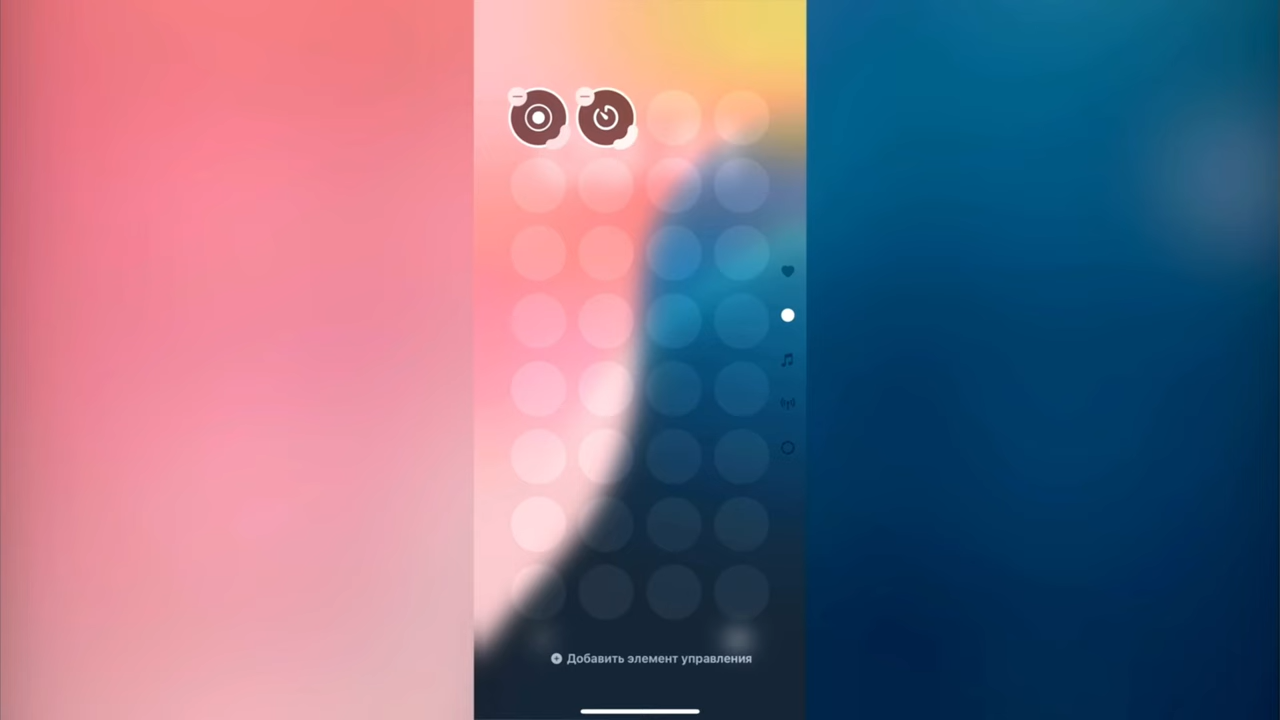 Добавить элемент управления